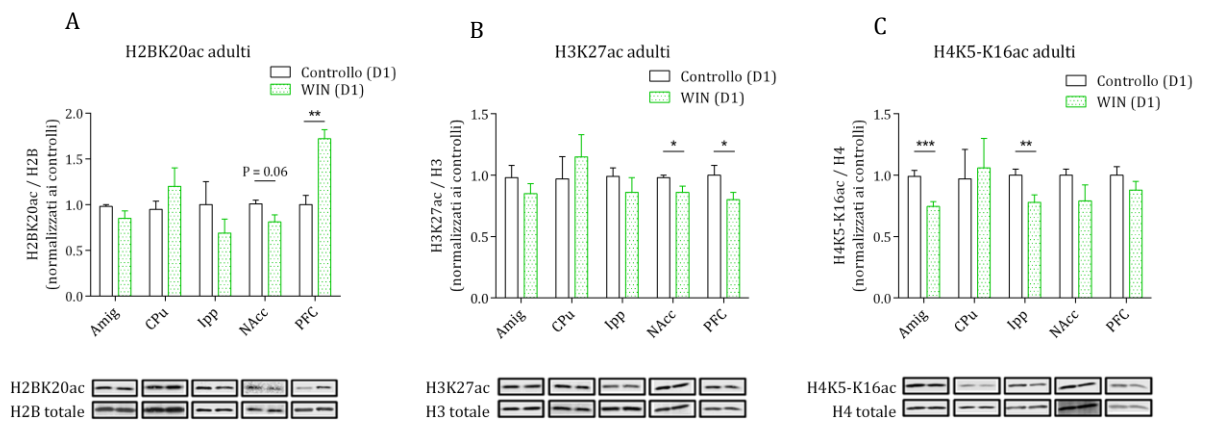 A
H2BK20ac adulti
Controllo (D1)
WIN (D1)
H2BK20ac / H2B
(normalizzati ai controlli)
2.0
1.5
1.0
0.5
0.0
P = 0.06
**
Amig
CPu
Ipp
NAcc
PFC
H2BK20ac
H2B totale
B
H3K27ac adulti
Controllo (D1)
WIN (D1)
H3K27ac / H3
(normalizzati ai controlli)
1.5
1.0
0.5
0.0
*
*
Amig
CPu
Ipp
NAcc
PFC
H3K27ac
H3 totale
C
H4K5-K16ac adulti
Controllo (D1)
WIN (D1)
H4K5-K16ac / H4
(normalizzati ai controlli)
1.5
1.0
0.5
0.0
***
**
Amig
CPu
Ipp
NAcc
PFC
H4K5-K16ac
H4 totale